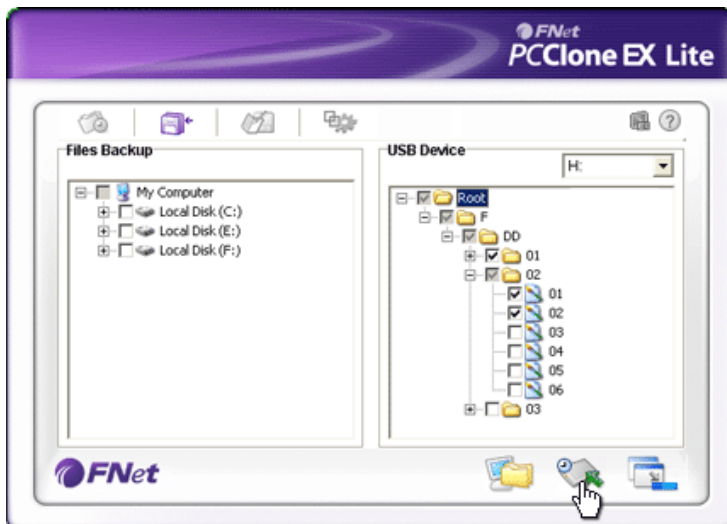 FNet
PCClone EX Lite
?
Files Backup
USB Device
H:
My Computer
Local Disk (C:)
Local Disk (E:)
Local Disk (F:)
Root
F
DD
01
02
01
02
03
04
05
06
03
FNet